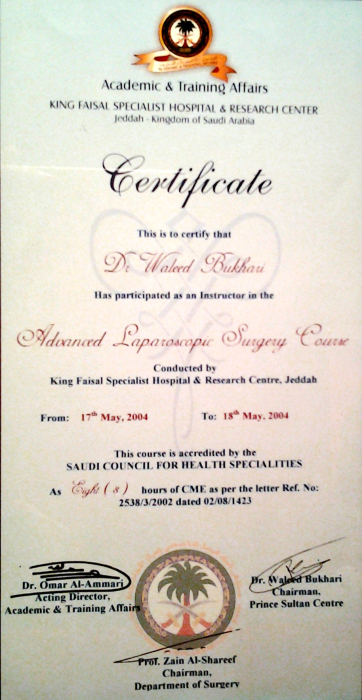 Academic & Training Affairs
KING FAISAL SPECIALIST HOSPITAL & RESEARCH CENTER
Jeddah - Kingdom of Saudi Arabia
Certificate
This is to certify that
Dr Waleed Bukhari
Has participated as an Instructor in the
Advanced Laparoscopic Surgery Course
Conducted by
King Faisal Specialist Hospital & Research Centre, Jeddah
From: 17th May, 2004 To: 18th May, 2004
This course is accredited by the
SAUDI COUNCIL FOR HEALTH SPECIALITIES
As Eight (8) hours of CME as per the letter Ref. No:
2538/3/2002 dated 02/08/1423
Dr. Omar Al-Ammari
Acting Director,
Academic & Training Affairs
Dr. Waleed Bukhari
Chairman,
Prince Sultan Centre
Prof. Zain Al-Shareef
Chairman,
Department of Surgery